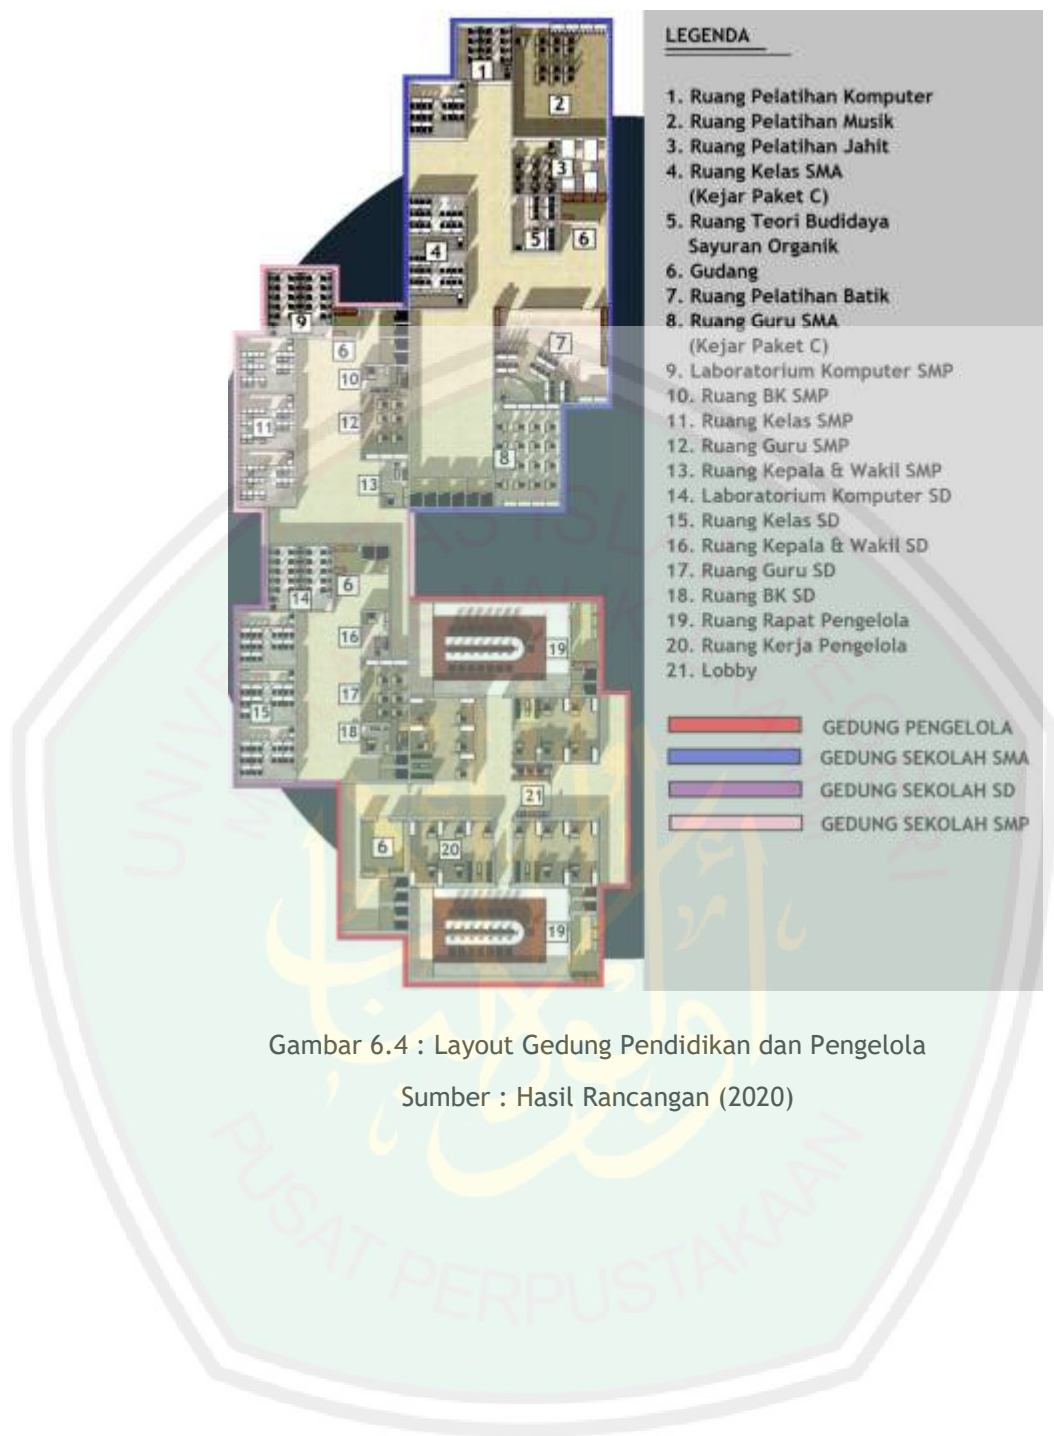 LEGENDA
1. Ruang Pelatihan Komputer
2. Ruang Pelatihan Musik
3. Ruang Pelatihan Jahit
4. Ruang Kelas SMA
(Kejar Paket C)
5. Ruang Teori Budidaya
Sayuran Organik
6. Gudang
7. Ruang Pelatihan Batik
8. Ruang Guru SMA
(Kejar Paket C)
9. Laboratorium Komputer SMP
10. Ruang BK SMP
11. Ruang Kelas SMP
12. Ruang Guru SMP
13. Ruang Kepala & Wakil SMP
14. Laboratorium Komputer SD
15. Ruang Kelas SD
16. Ruang Kepala & Wakil SD
17. Ruang Guru SD
18. Ruang BK SD
19. Ruang Rapat Pengelola
20. Ruang Kerja Pengelola
21. Lobby
GEDUNG PENGELOLA
GEDUNG SEKOLAH SMA
GEDUNG SEKOLAH SD
GEDUNG SEKOLAH SMP
1
2
3
4
5
6
9
6
7
10
11
12
8
13
6
14
16
19
17
15
18
21
6
20
19
Gambar 6.4 : Layout Gedung Pendidikan dan Pengelola
Sumber : Hasil Rancangan (2020)
PUSAT PERPUSTAKAAN